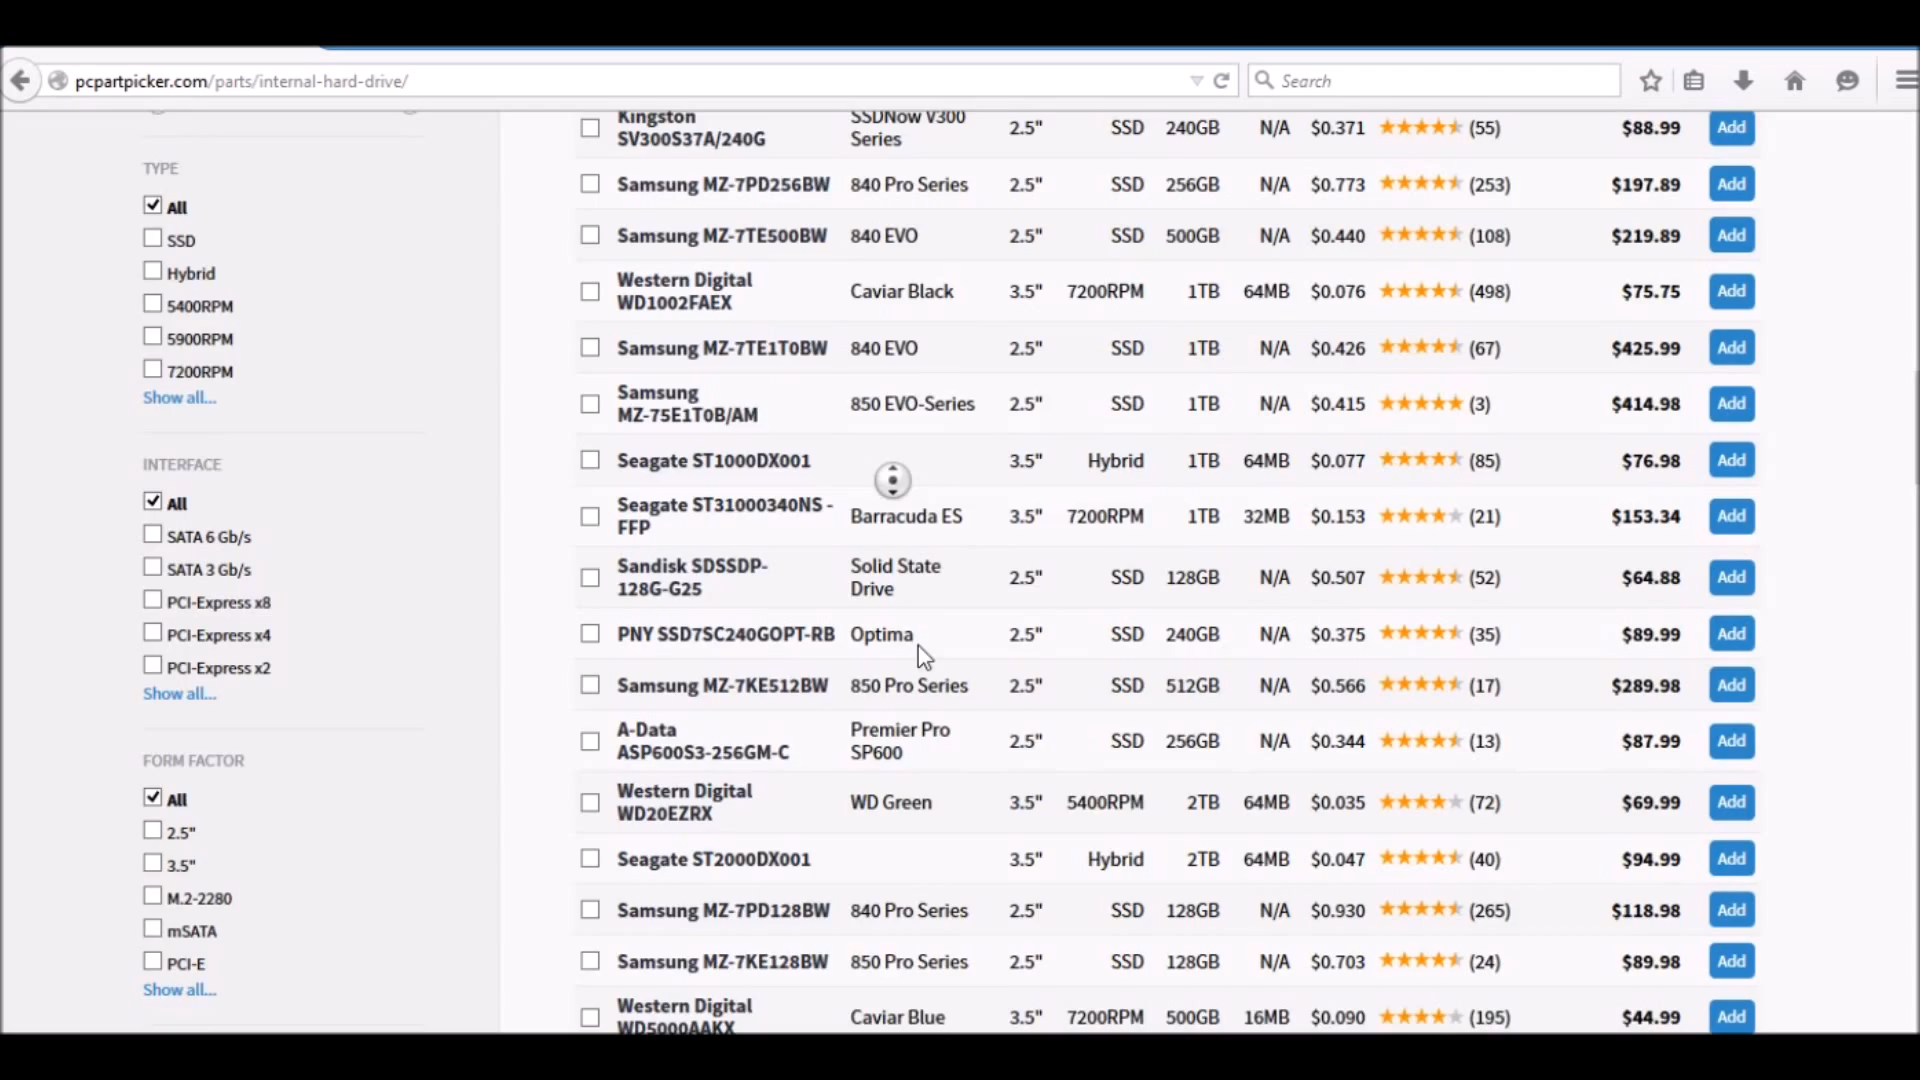 pcpartpicker.com/parts/internal-hard-drive/ Search
TYPE
All
SSD
Hybrid
5400RPM
5900RPM
7200RPM
Show all...
INTERFACE
All
SATA 6 Gb/s
SATA 3 Gb/s
PCI-Express x8
PCI-Express x4
PCI-Express x2
Show all...
FORM FACTOR
All
2.5"
3.5"
M.2-2280
mSATA
PCI-E
Show all...
Kingston SSDNow V300
SV300S37A/240G Series 2.5" SSD 240GB N/A $0.371 (55) $88.99 Add
Samsung MZ-7PD256BW 840 Pro Series 2.5" SSD 256GB N/A $0.773 (253) $197.89 Add
Samsung MZ-7TE500BW 840 EVO 2.5" SSD 500GB N/A $0.440 (108) $219.89 Add
Western Digital
WD1002FAEX Caviar Black 3.5" 7200RPM 1TB 64MB $0.076 (498) $75.75 Add
Samsung MZ-7TE1T0BW 840 EVO 2.5" SSD 1TB N/A $0.426 (67) $425.99 Add
Samsung
MZ-75E1T0B/AM 850 EVO-Series 2.5" SSD 1TB N/A $0.415 (3) $414.98 Add
Seagate ST1000DX001 3.5" Hybrid 1TB 64MB $0.077 (85) $76.98 Add
Seagate ST31000340NS -
FFP Barracuda ES 3.5" 7200RPM 1TB 32MB $0.153 (21) $153.34 Add
Sandisk SDSSDP- Solid State
128G-G25 Drive 2.5" SSD 128GB N/A $0.507 (52) $64.88 Add
PNY SSD7SC240GOPT-RB Optima 2.5" SSD 240GB N/A $0.375 (35) $89.99 Add
Samsung MZ-7KE512BW 850 Pro Series 2.5" SSD 512GB N/A $0.566 (17) $289.98 Add
A-Data Premier Pro
ASP600S3-256GM-C SP600 2.5" SSD 256GB N/A $0.344 (13) $87.99 Add
Western Digital
WD20EZRX WD Green 3.5" 5400RPM 2TB 64MB $0.035 (72) $69.99 Add
Seagate ST2000DX001 3.5" Hybrid 2TB 64MB $0.047 (40) $94.99 Add
Samsung MZ-7PD128BW 840 Pro Series 2.5" SSD 128GB N/A $0.930 (265) $118.98 Add
Samsung MZ-7KE128BW 850 Pro Series 2.5" SSD 128GB N/A $0.703 (24) $89.98 Add
Western Digital
WD5000AAKX Caviar Blue 3.5" 7200RPM 500GB 16MB $0.090 (195) $44.99 Add